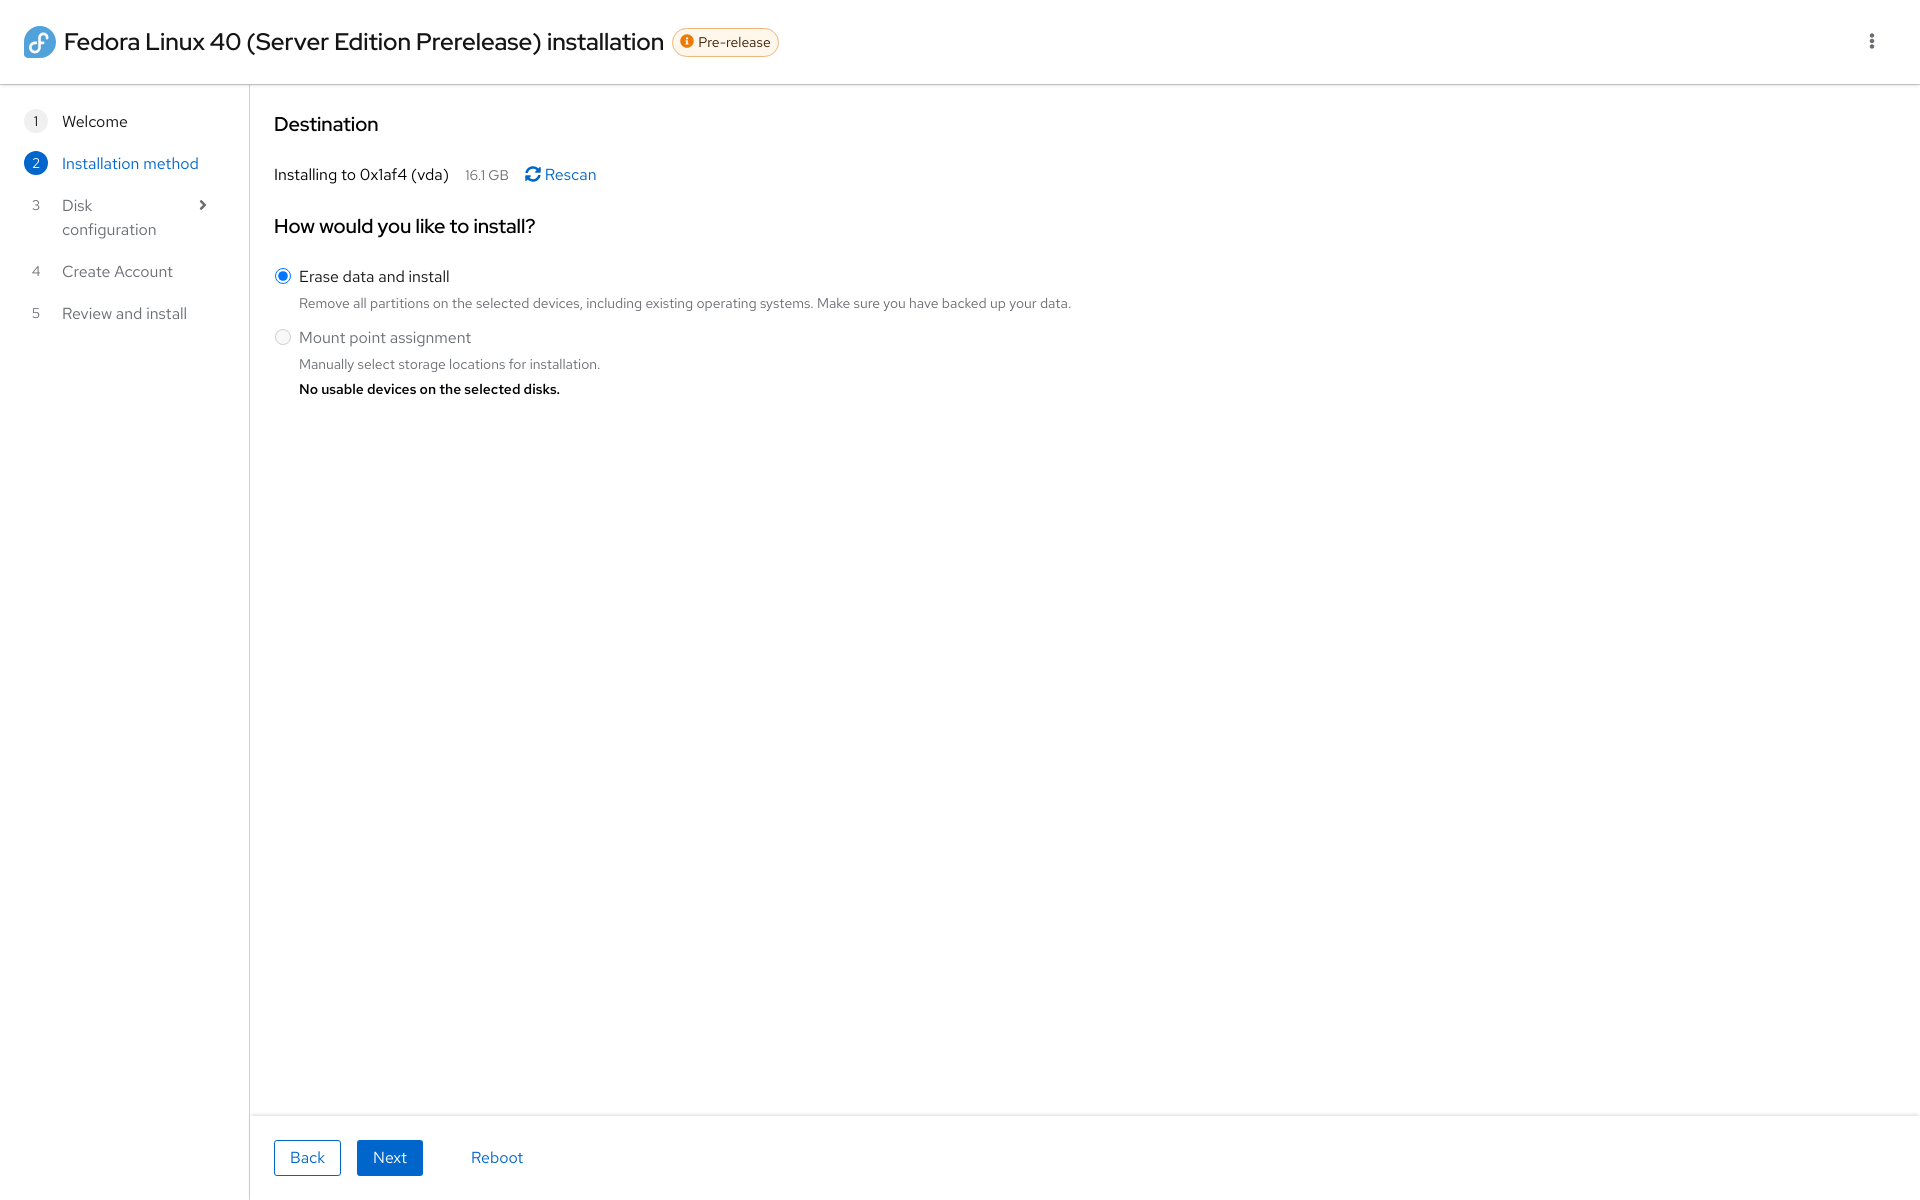 Fedora Linux 40 (Server Edition Prerelease) installation
Pre-release
1 Welcome
2 Installation method
3 Disk
configuration
4 Create Account
5 Review and install
Destination
Installing to 0x1af4 (vda) 16.1 GB Rescan
How would you like to install?
Erase data and install
Remove all partitions on the selected devices, including existing operating systems. Make sure you have backed up your data.
Mount point assignment
Manually select storage locations for installation.
No usable devices on the selected disks.
Back Next Reboot